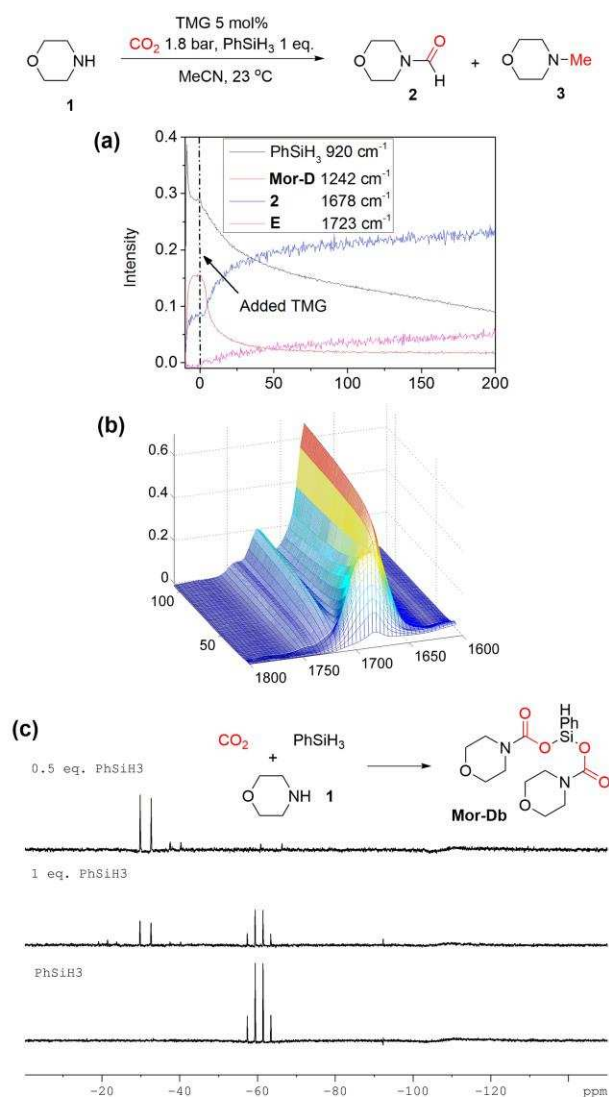 TMG 5 mol%
CO2 1.8 bar, PhSiH3 1 eq.
MeCN, 23 °C
O
NH
1
O
N
O
H
2
+
O
N–Me
3
(a)
0.4
0.3
0.2
0.1
0.0
Intensity
PhSiH3 920 cm⁻¹
Mor-D 1242 cm⁻¹
2 1678 cm⁻¹
E 1723 cm⁻¹
Added TMG
0 50 100 150 200
(b)
0.6
0.4
0.2
0
100
50
1800 1750 1700 1650 1600
(c)
CO2 PhSiH3
+
O NH 1
H
Ph
O Si O
O N O
O N O
Mor-Db
0.5 eq. PhSiH3
1 eq. PhSiH3
PhSiH3
-20 -40 -60 -80 -100 -120 ppm